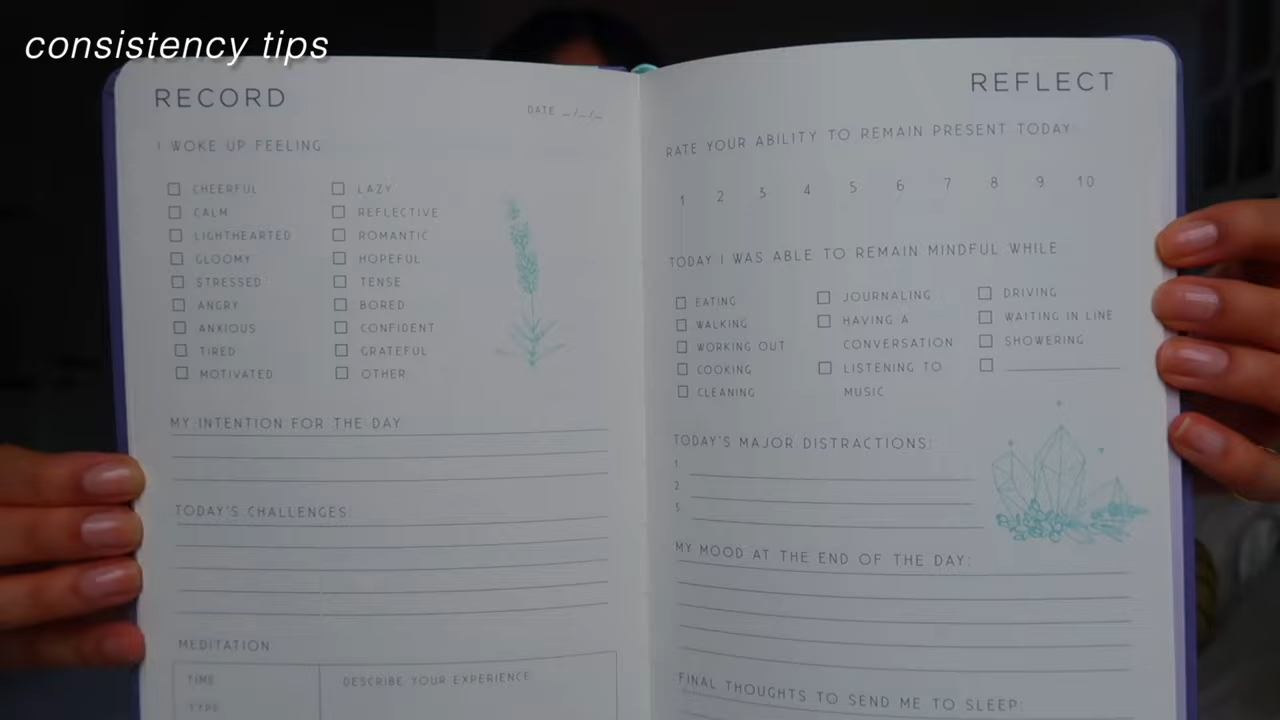 consistency tips
RECORD
DATE _/_/_
I WOKE UP FEELING
CHEERFUL
CALM
LIGHTHEARTED
GLOOMY
STRESSED
ANGRY
ANXIOUS
TIRED
MOTIVATED
LAZY
REFLECTIVE
ROMANTIC
HOPEFUL
TENSE
BORED
CONFIDENT
GRATEFUL
OTHER
MY INTENTION FOR THE DAY
TODAY'S CHALLENGES:
MEDITATION
TIME
TYPE
DESCRIBE YOUR EXPERIENCE
REFLECT
RATE YOUR ABILITY TO REMAIN PRESENT TODAY
1 2 3 4 5 6 7 8 9 10
TODAY I WAS ABLE TO REMAIN MINDFUL WHILE
EATING
WALKING
WORKING OUT
COOKING
CLEANING
JOURNALING
HAVING A
CONVERSATION
LISTENING TO
MUSIC
DRIVING
WAITING IN LINE
SHOWERING
TODAY'S MAJOR DISTRACTIONS:
1
2
3
MY MOOD AT THE END OF THE DAY:
FINAL THOUGHTS TO SEND ME TO SLEEP: